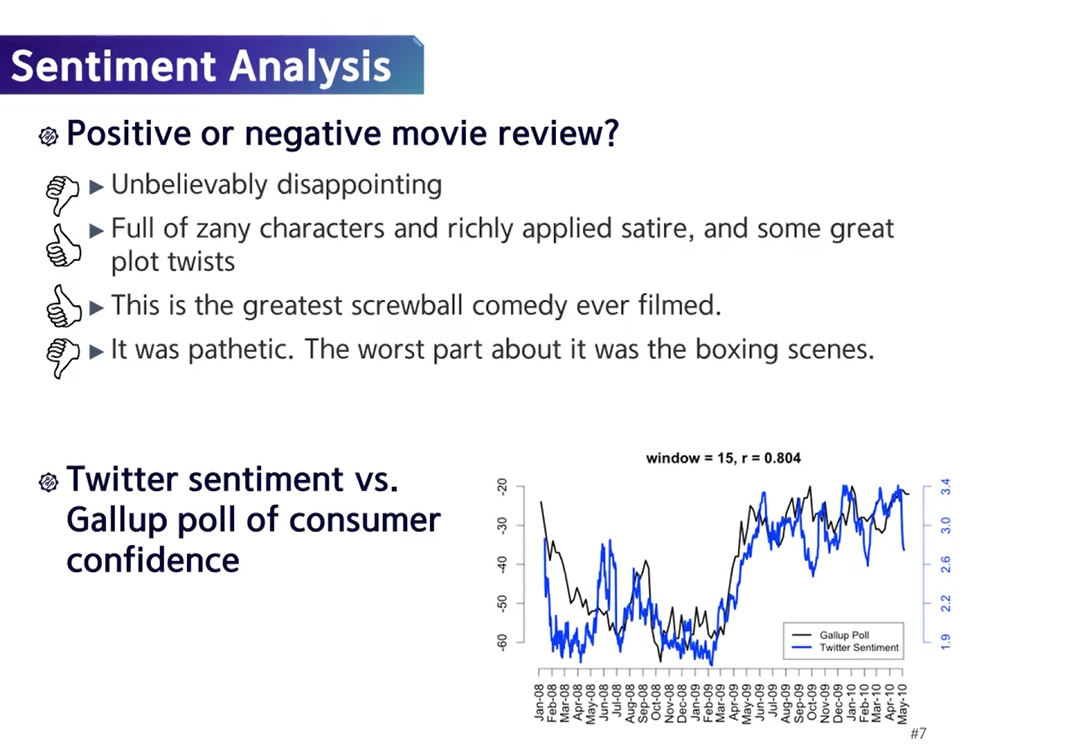 Sentiment Analysis
Positive or negative movie review?
Unbelievably disappointing
Full of zany characters and richly applied satire, and some great
plot twists
This is the greatest screwball comedy ever filmed.
It was pathetic. The worst part about it was the boxing scenes.
Twitter sentiment vs.
Gallup poll of consumer
confidence
window = 15, r = 0.804
-20
-30
-40
-50
-60
3.4
3.0
2.6
2.2
1.9
Gallup Poll
Twitter Sentiment
Jan-08
Feb-08
Mar-08
Apr-08
May-08
Jun-08
Jul-08
Aug-08
Sep-08
Oct-08
Nov-08
Dec-08
Jan-09
Feb-09
Mar-09
Apr-09
May-09
Jun-09
Jul-09
Aug-09
Sep-09
Oct-09
Nov-09
Dec-09
Jan-10
Feb-10
Mar-10
Apr-10
May-10
#7